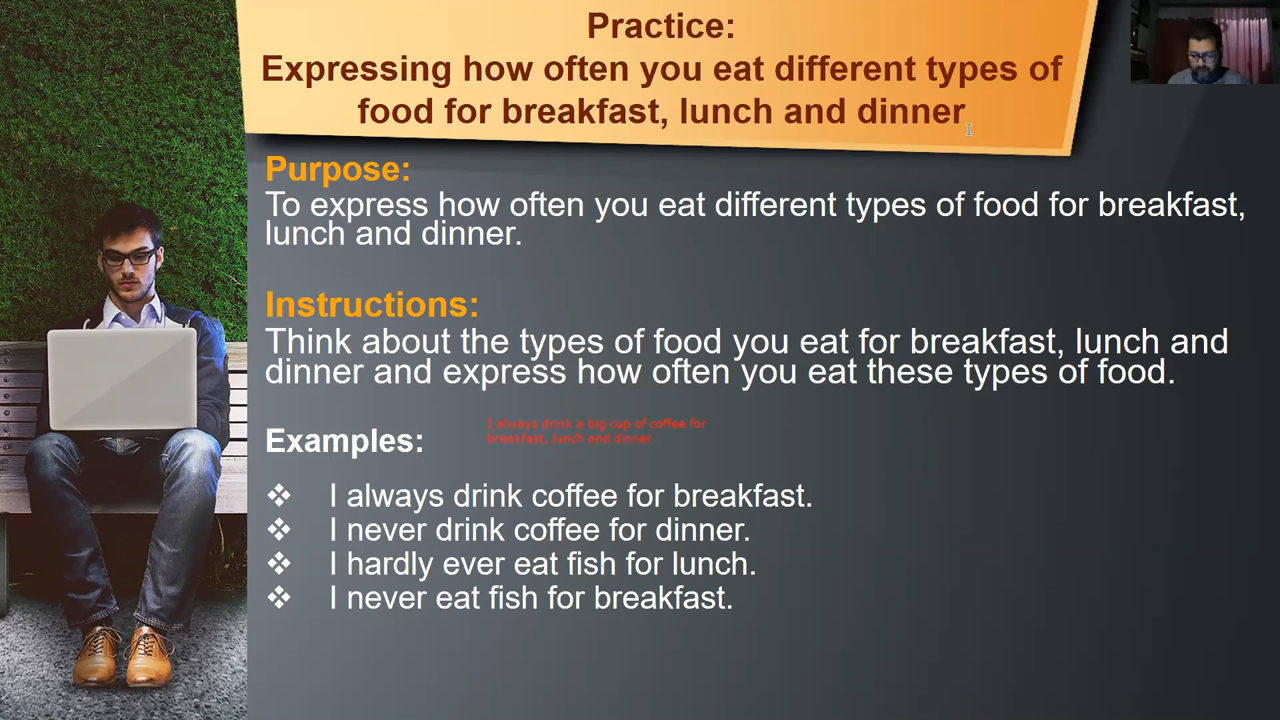 Practice:
Expressing how often you eat different types of
food for breakfast, lunch and dinner
Purpose:
To express how often you eat different types of food for breakfast,
lunch and dinner.
Instructions:
Think about the types of food you eat for breakfast, lunch and
dinner and express how often you eat these types of food.
I always drink a big cup of coffee for
breakfast, lunch and dinner
Examples:
❖ I always drink coffee for breakfast.
❖ I never drink coffee for dinner.
❖ I hardly ever eat fish for lunch.
❖ I never eat fish for breakfast.